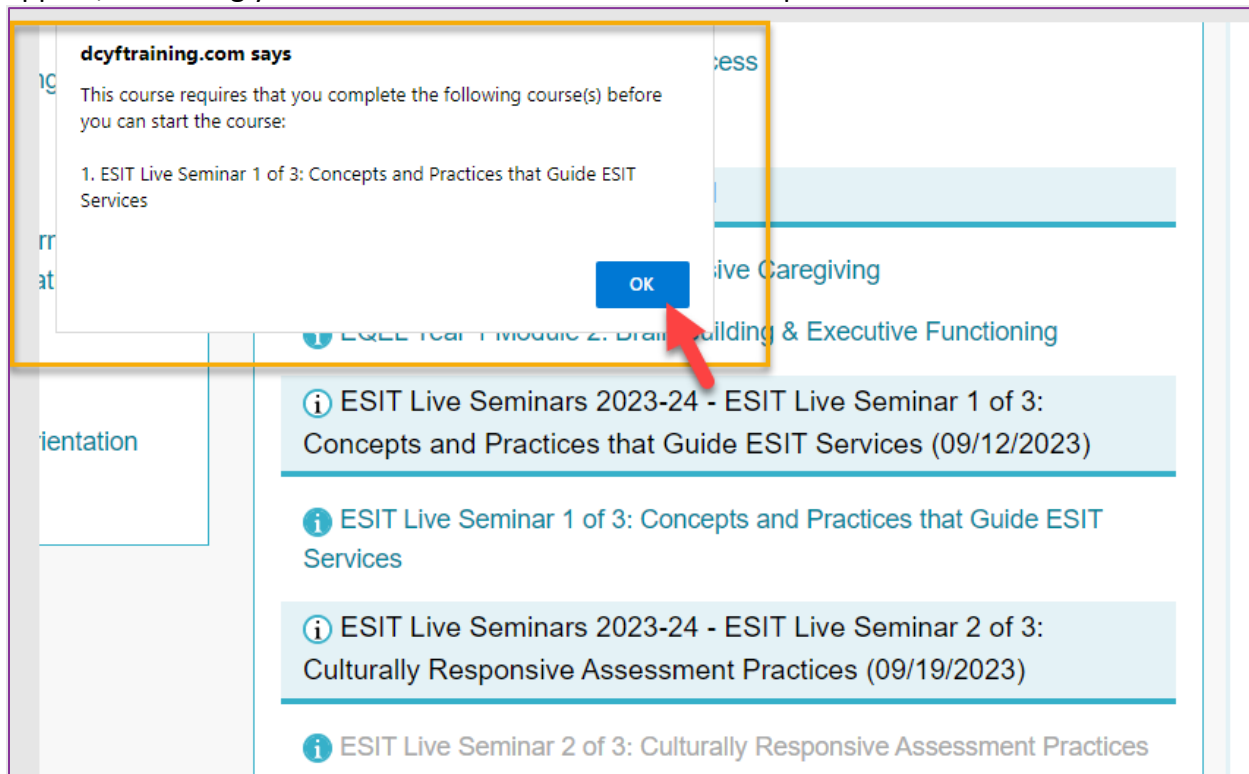 dcyftraining.com says
This course requires that you complete the following course(s) before
you can start the course:
1. ESIT Live Seminar 1 of 3: Concepts and Practices that Guide ESIT
Services
OK
ientation
Caregiving
& Executive Functioning
ESIT Live Seminars 2023-24 - ESIT Live Seminar 1 of 3:
Concepts and Practices that Guide ESIT Services (09/12/2023)
ESIT Live Seminar 1 of 3: Concepts and Practices that Guide ESIT
Services
ESIT Live Seminars 2023-24 - ESIT Live Seminar 2 of 3:
Culturally Responsive Assessment Practices (09/19/2023)
ESIT Live Seminar 2 of 3: Culturally Responsive Assessment Practices